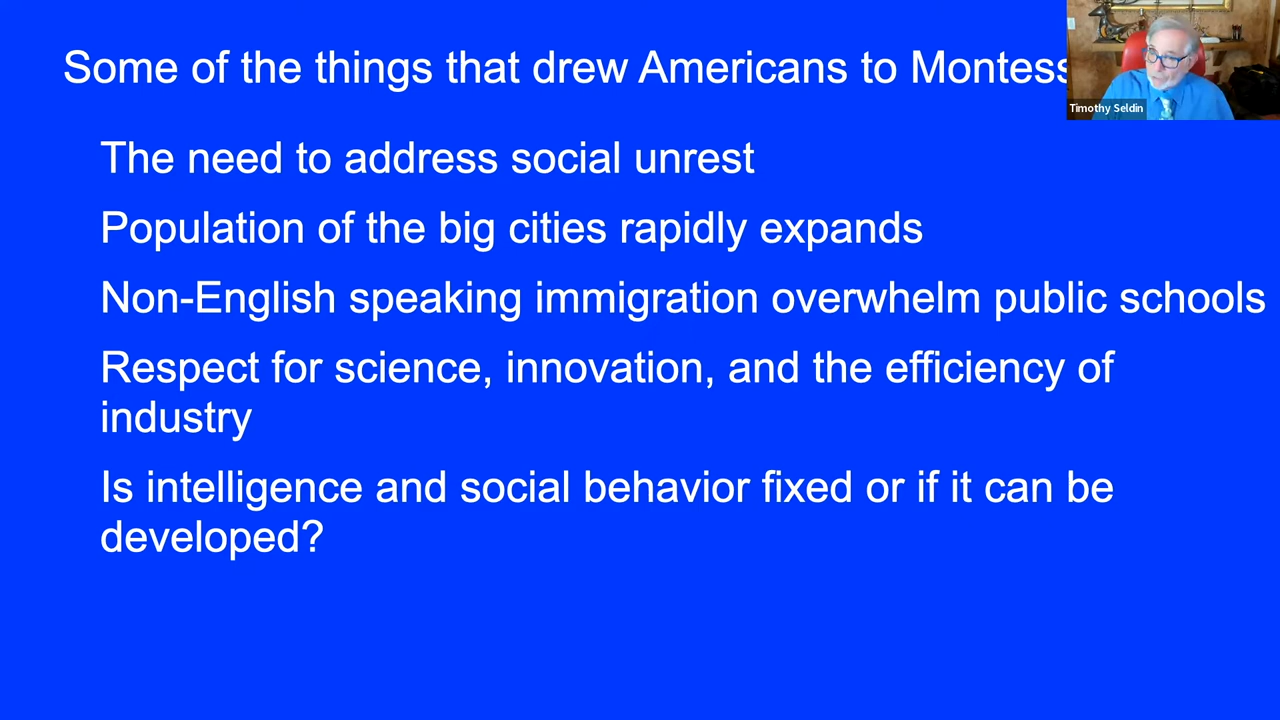 Some of the things that drew Americans to Montess
Timothy Seldin
The need to address social unrest
Population of the big cities rapidly expands
Non-English speaking immigration overwhelm public schools
Respect for science, innovation, and the efficiency of
industry
Is intelligence and social behavior fixed or if it can be
developed?